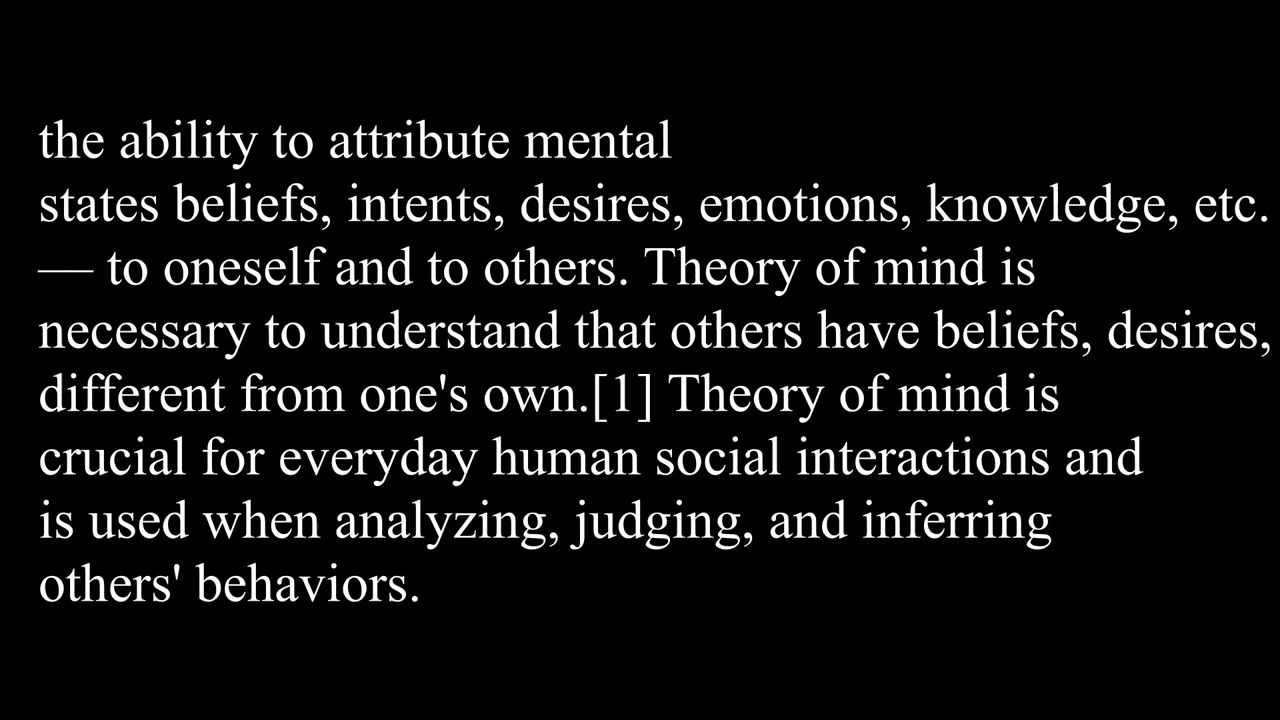 the ability to attribute mental
states beliefs, intents, desires, emotions, knowledge, etc.
— to oneself and to others. Theory of mind is
necessary to understand that others have beliefs, desires,
different from one's own.[1] Theory of mind is
crucial for everyday human social interactions and
is used when analyzing, judging, and inferring
others' behaviors.